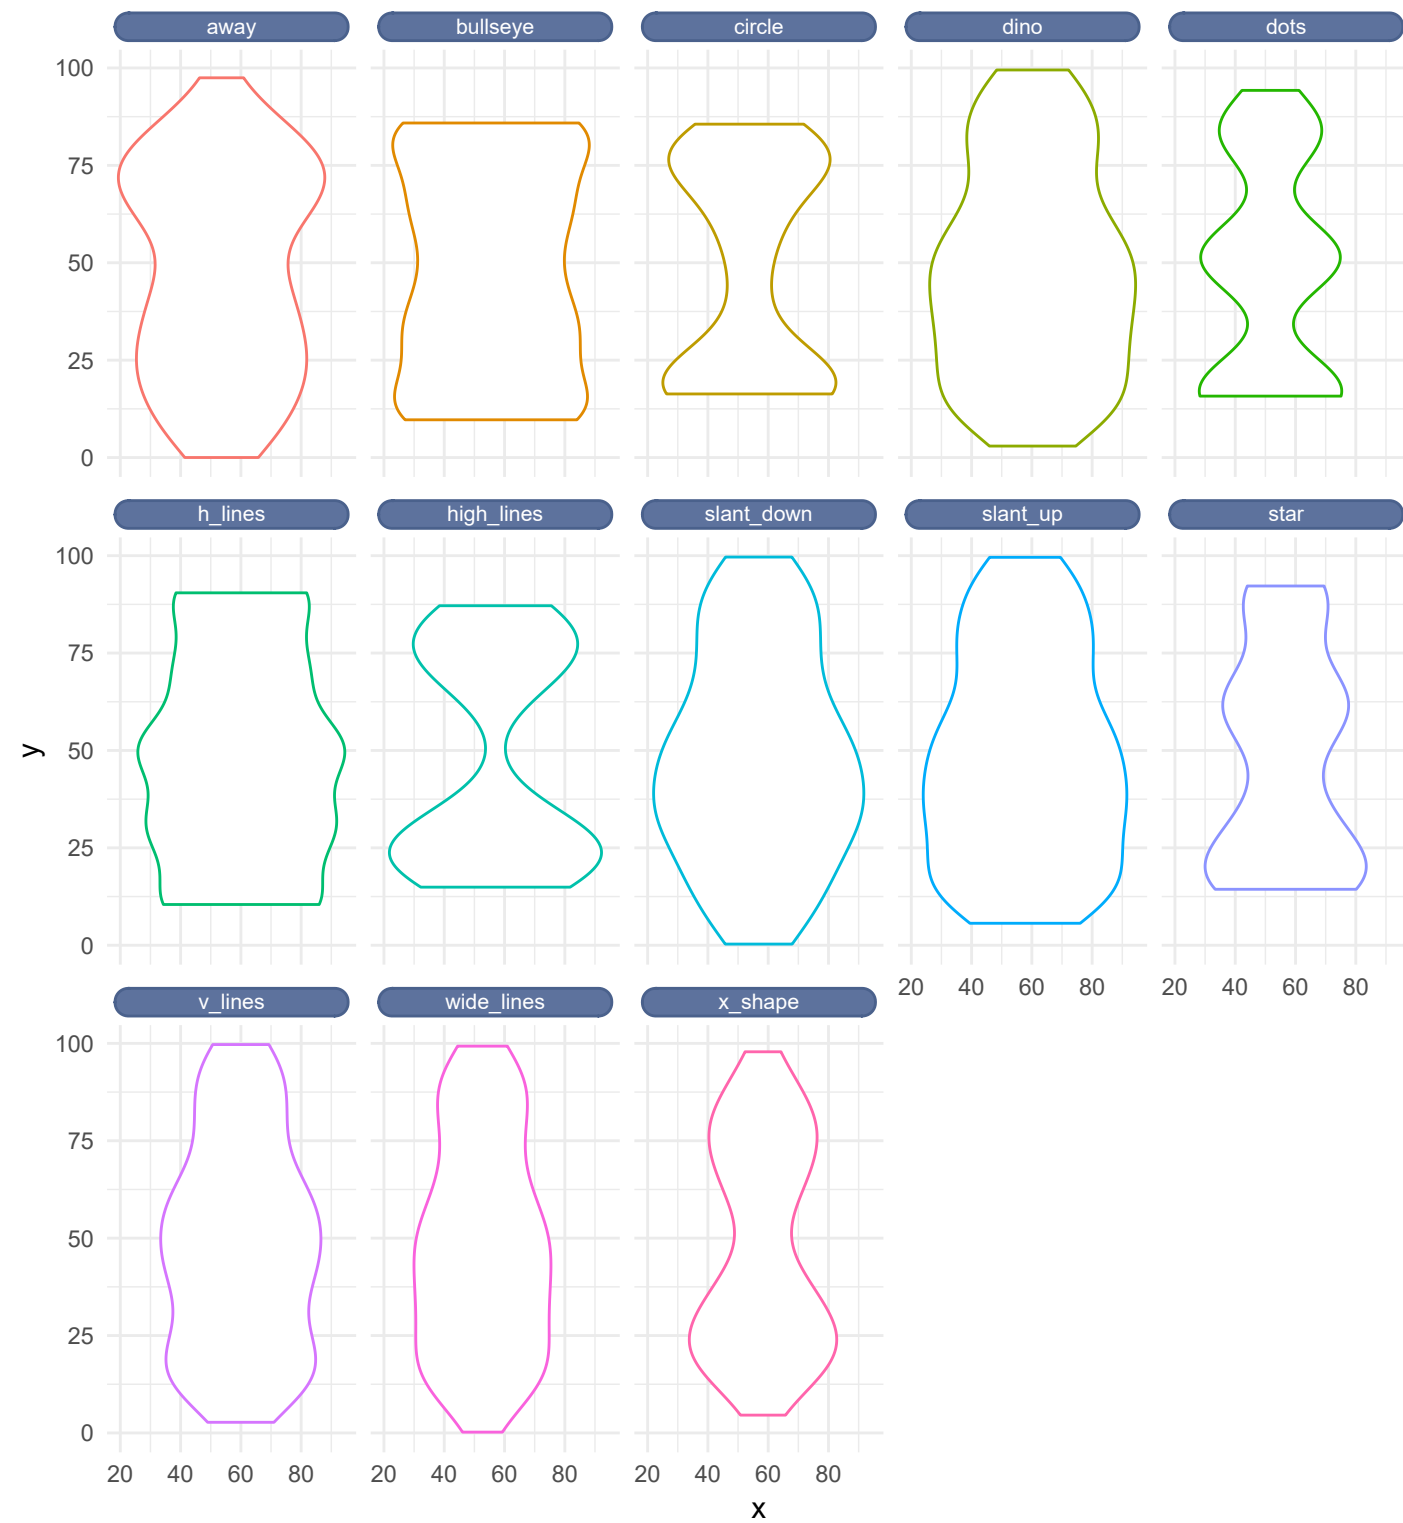 away bullseye circle dino dots
100
75
50
25
0
h_lines high_lines slant_down slant_up star
100
75
50
25
0
20 40 60 80 20 40 60 80
v_lines wide_lines x_shape
100
75
50
25
0
20 40 60 80 20 40 60 80 20 40 60 80
x
y